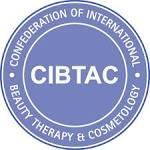 CONFEDERATION OF INTERNATIONAL
CIBTAC
BEAUTY THERAPY & COSMETOLOGY